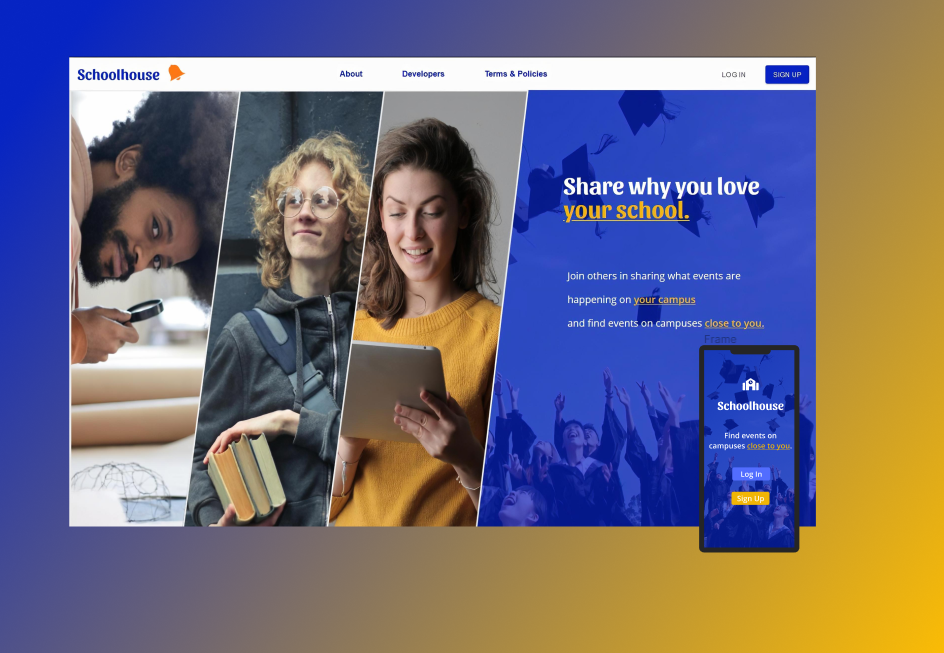 Schoolhouse
About
Developers
Terms & Policies
LOG IN
SIGN UP
Share why you love
your school.
Join others in sharing what events are
happening on your campus
and find events on campuses close to you.
Frame
Schoolhouse
Find events on
campuses close to you.
Log In
Sign Up